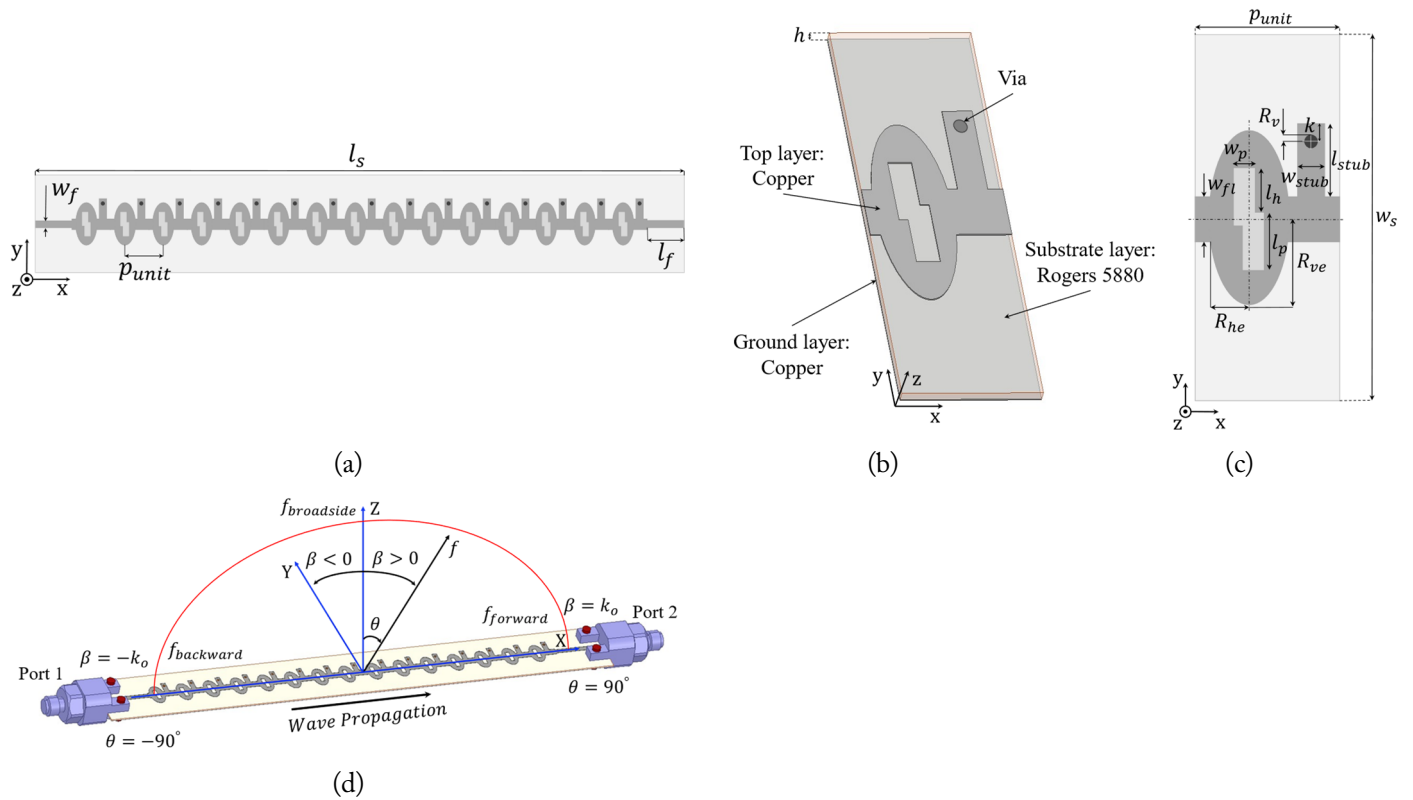 l_s
w_f
p_unit
l_f
y
z
x
(a)
h
Via
Top layer:
Copper
Substrate layer:
Rogers 5880
Ground layer:
Copper
y
z
x
(b)
p_unit
R_v
k
w_p
l_stub
w_stub
w_fl
l_h
w_s
l_p
R_ve
R_he
y
z
x
(c)
f_broadside
Z
β < 0
β > 0
f
Y
θ
f_forward
β = k_o
Port 2
X
f_backward
β = −k_o
Port 1
θ = 90°
Wave Propagation
θ = −90°
(d)